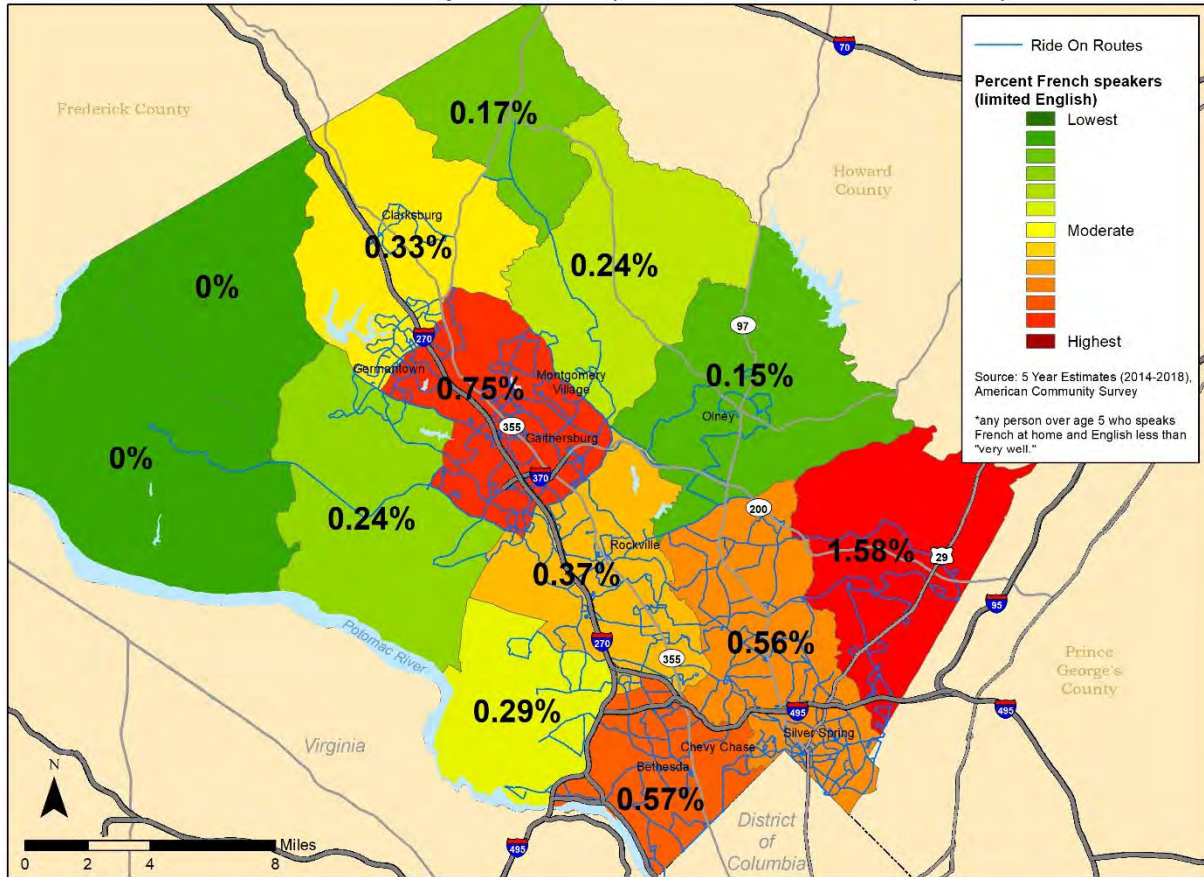 Ride On Routes
Percent French speakers
(limited English)
Lowest
Moderate
Highest
Source: 5 Year Estimates (2014-2018),
American Community Survey
*any person over age 5 who speaks
French at home and English less than
"very well."
70
Frederick County
0.17%
Howard
County
Clarksburg
0.33%
0.24%
0%
270
97
Germantown
0.75%
Montgomery
Village
0.15%
Olney
355
Gaithersburg
0%
370
0.24%
200
Rockville
1.58%
29
0.37%
95
Potomac River
270
355
0.56%
Prince
George's
County
0.29%
495
495
Virginia
Chevy Chase
Silver Spring
Bethesda
0.57%
N
District
of
Columbia
Miles
0 2 4 8
495